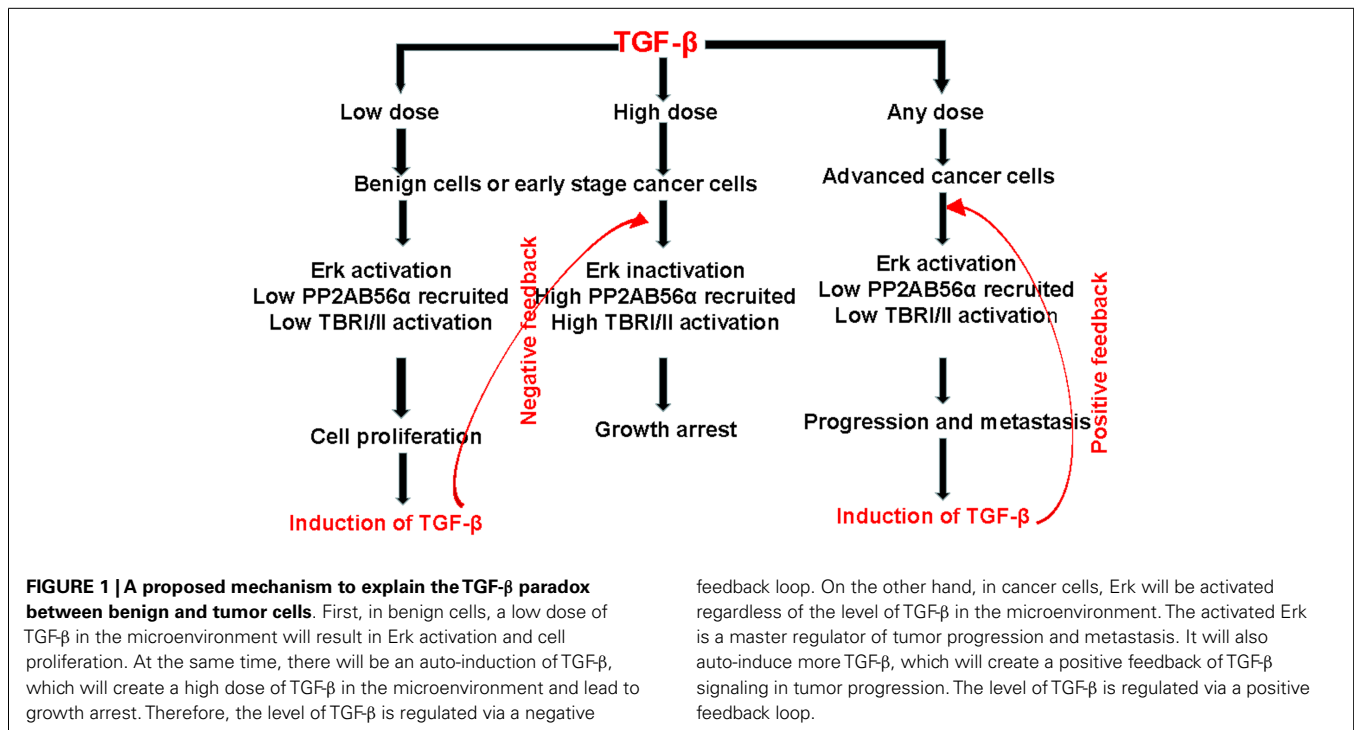 TGF-β
Low dose
High dose
Any dose
Benign cells or early stage cancer cells
Advanced cancer cells
Erk activation
Low PP2AB56α recruited
Low TBRI/II activation
Negative feedback
Erk inactivation
High PP2AB56α recruited
High TBRI/II activation
Erk activation
Low PP2AB56α recruited
Low TBRI/II activation
Positive feedback
Cell proliferation
Growth arrest
Progression and metastasis
Induction of TGF-β
Induction of TGF-β
FIGURE 1 | A proposed mechanism to explain the TGF-β paradox
between benign and tumor cells. First, in benign cells, a low dose of
TGF-β in the microenvironment will result in Erk activation and cell
proliferation. At the same time, there will be an auto-induction of TGF-β,
which will create a high dose of TGF-β in the microenvironment and lead to
growth arrest. Therefore, the level of TGF-β is regulated via a negative
feedback loop. On the other hand, in cancer cells, Erk will be activated
regardless of the level of TGF-β in the microenvironment. The activated Erk
is a master regulator of tumor progression and metastasis. It will also
auto-induce more TGF-β, which will create a positive feedback of TGF-β
signaling in tumor progression. The level of TGF-β is regulated via a positive
feedback loop.